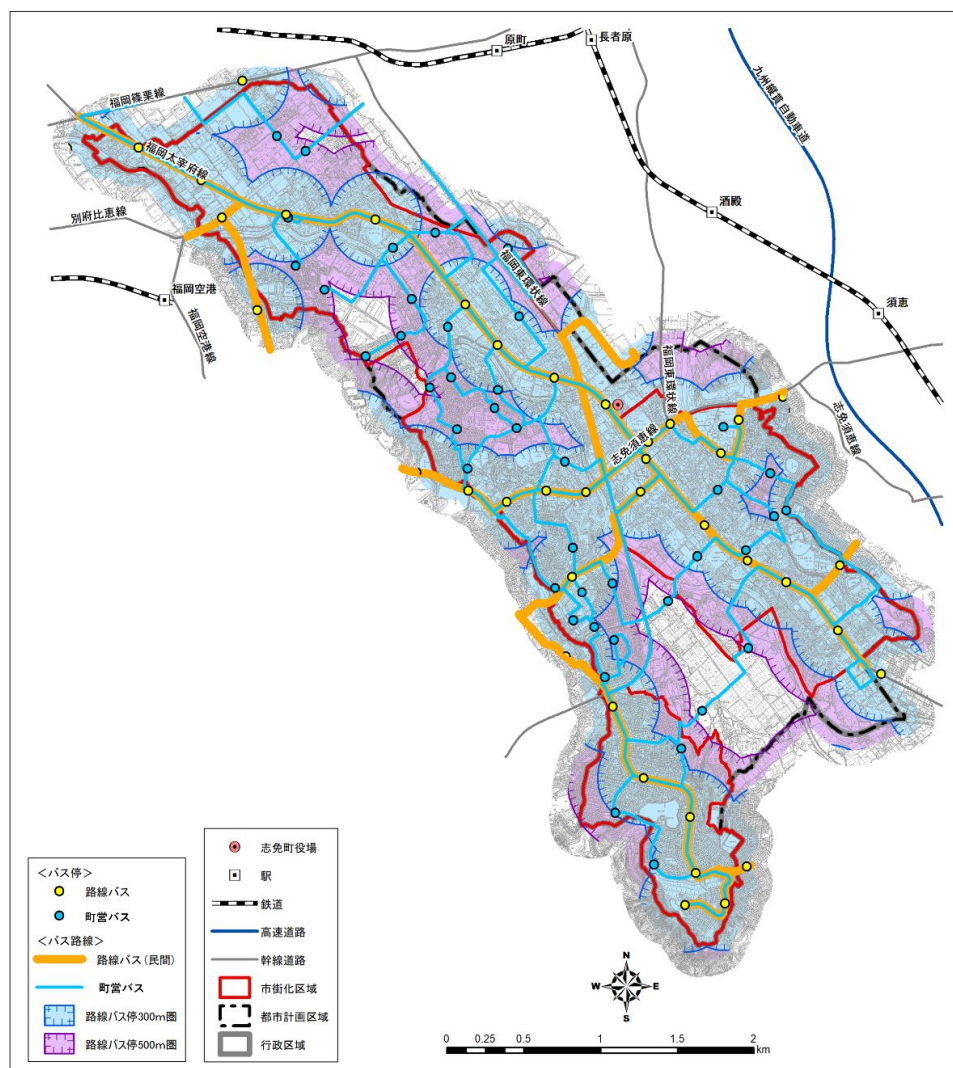 原町
長者原
九州縦貫自動車道
福岡篠栗線
福岡太宰府線
酒殿
別府比恵線
福岡東環状線
福岡空港
須恵
福岡空港線
福岡東環状線
志免須恵線
志免須恵線
<バス停>
路線バス
町営バス
<バス路線>
路線バス(民間)
町営バス
路線バス停300m圏
路線バス停500m圏
志免町役場
駅
鉄道
高速道路
幹線道路
市街化区域
都市計画区域
行政区域
N
W
E
S
0 0.25 0.5 1 1.5 2
km